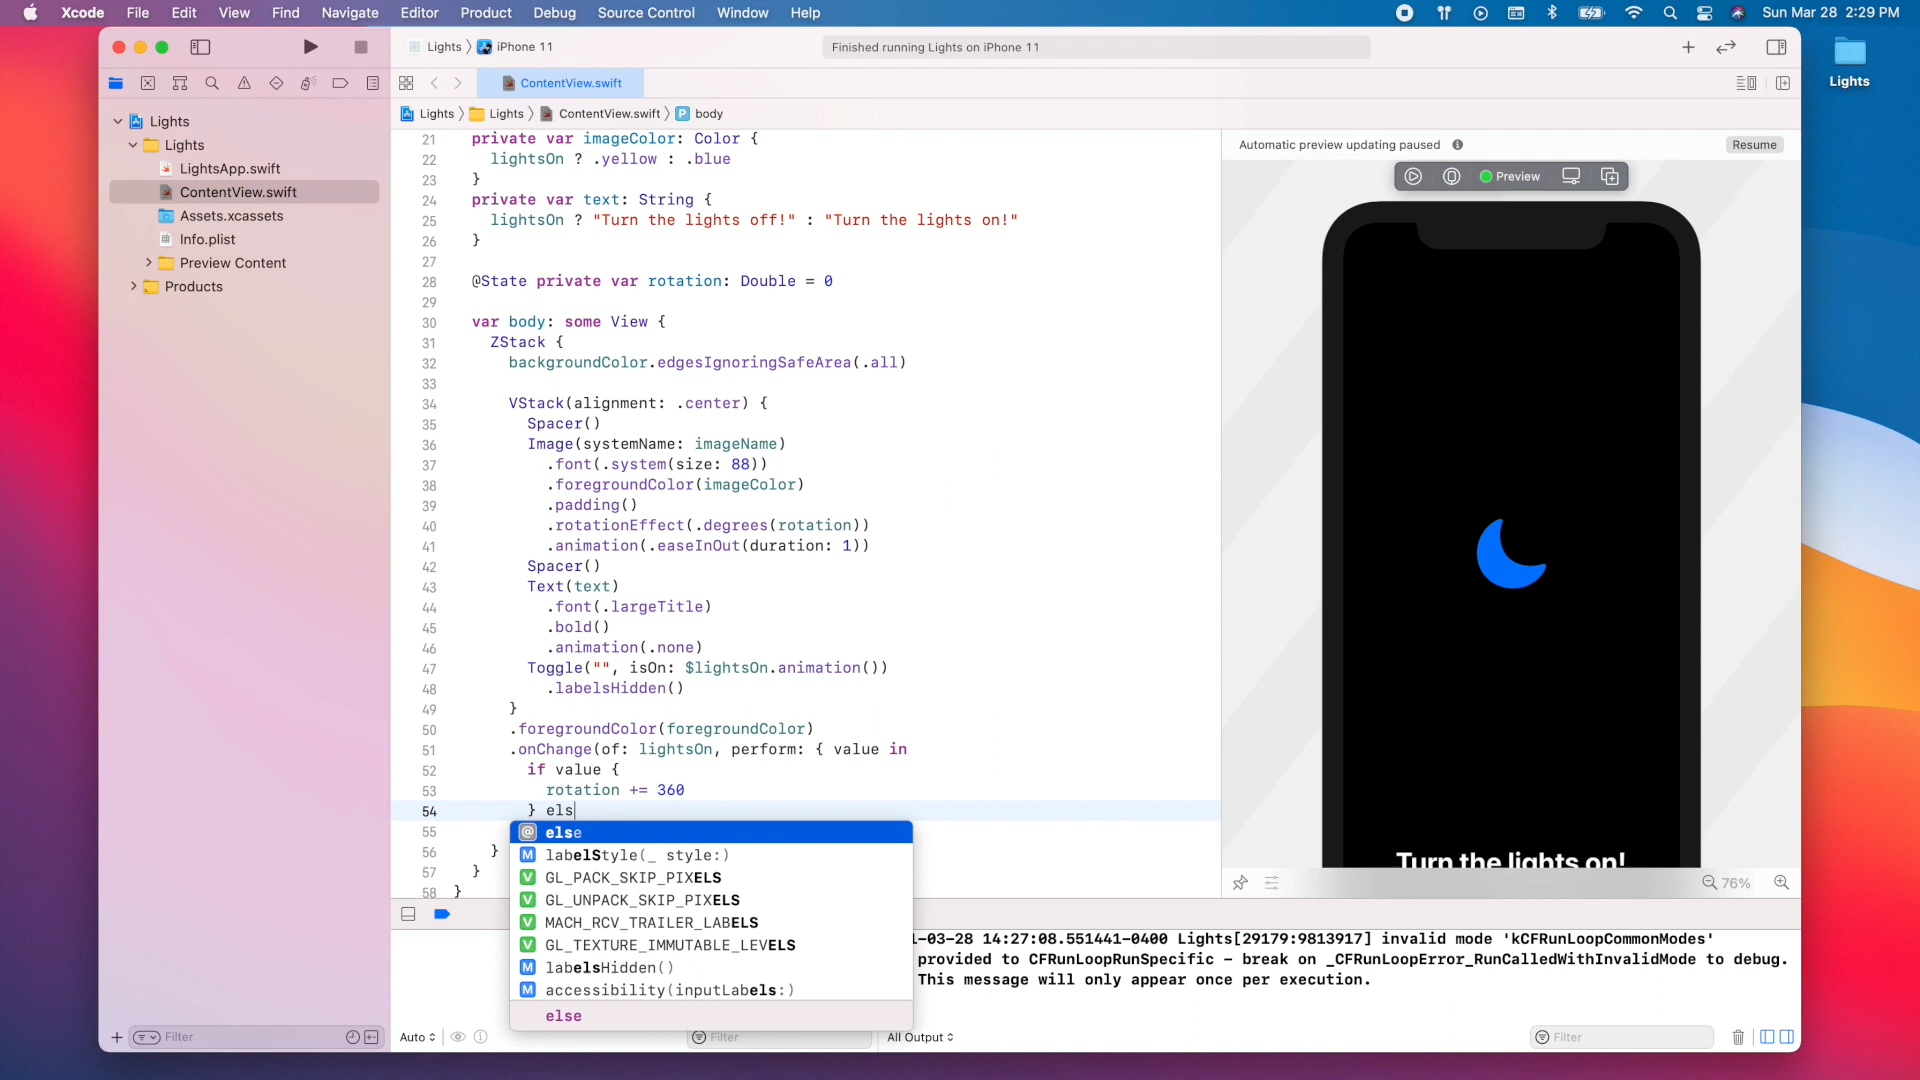 Xcode File Edit View Find Navigate Editor Product Debug Source Control Window Help Sun Mar 28 2:29 PM
Lights iPhone 11 Finished running Lights on iPhone 11
Lights
ContentView.swift
Lights Lights ContentView.swift P body
Lights
Lights
LightsApp.swift
ContentView.swift
Assets.xcassets
Info.plist
Preview Content
Products
21 private var imageColor: Color {
22 lightsOn ? .yellow : .blue
23 }
24 private var text: String {
25 lightsOn ? "Turn the lights off!" : "Turn the lights on!"
26 }
27
28 @State private var rotation: Double = 0
29
30 var body: some View {
31 ZStack {
32 backgroundColor.edgesIgnoringSafeArea(.all)
33
34 VStack(alignment: .center) {
35 Spacer()
36 Image(systemName: imageName)
37 .font(.system(size: 88))
38 .foregroundColor(imageColor)
39 .padding()
40 .rotationEffect(.degrees(rotation))
41 .animation(.easeInOut(duration: 1))
42 Spacer()
43 Text(text)
44 .font(.largeTitle)
45 .bold()
46 .animation(.none)
47 Toggle("", isOn: $lightsOn.animation())
48 .labelsHidden()
49 }
50 .foregroundColor(foregroundColor)
51 .onChange(of: lightsOn, perform: { value in
52 if value {
53 rotation += 360
54 } els
55
56 }
57 }
58 }
@ else
M labelStyle(_ style:)
V GL_PACK_SKIP_PIXELS
V GL_UNPACK_SKIP_PIXELS
V MACH_RCV_TRAILER_LABELS
V GL_TEXTURE_IMMUTABLE_LEVELS
M labelsHidden()
M accessibility(inputLabels:)
else
Automatic preview updating paused Resume
Preview
Turn the lights on!
76%
1-03-28 14:27:08.551441-0400 Lights[29179:9813917] invalid mode 'kCFRunLoopCommonModes'
provided to CFRunLoopRunSpecific - break on _CFRunLoopError_RunCalledWithInvalidMode to debug.
This message will only appear once per execution.
Filter Auto Filter All Output Filter